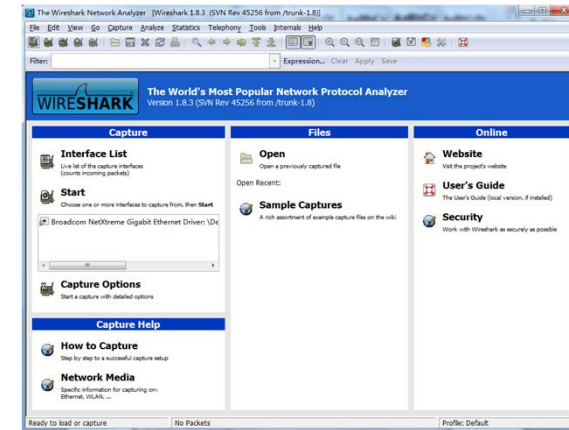 The Wireshark Network Analyzer [Wireshark 1.8.3 (SVN Rev 45256 from /trunk-1.8)]
File Edit View Go Capture Analyze Statistics Telephony Tools Internals Help
Filter: Expression... Clear Apply Save
WIRESHARK
The World's Most Popular Network Protocol Analyzer
Version 1.8.3 (SVN Rev 45256 from /trunk-1.8)
Capture
Interface List
Live list of the capture interfaces
(counts incoming packets)
Start
Choose one or more interfaces to capture from, then Start
Broadcom NetXtreme Gigabit Ethernet Driver: \De
Capture Options
Start a capture with detailed options
Capture Help
How to Capture
Step by step to a successful capture setup
Network Media
Specific information for capturing on:
Ethernet, WLAN, ...
Files
Open
Open a previously captured file
Open Recent:
Sample Captures
A rich assortment of example capture files on the wiki
Online
Website
Visit the project's website
User's Guide
The User's Guide (local version, if installed)
Security
Work with Wireshark as securely as possible
Ready to load or capture No Packets Profile: Default